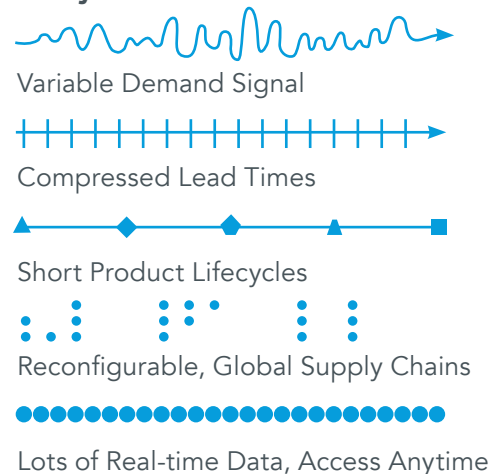 Variable Demand Signal
Compressed Lead Times
Short Product Lifecycles
Reconfigurable, Global Supply Chains
Lots of Real-time Data, Access Anytime